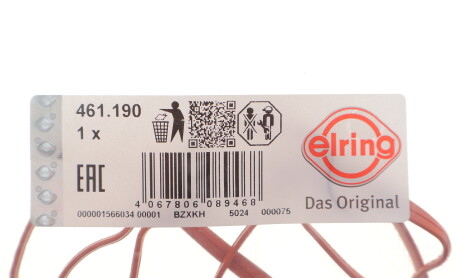 461.190
1 x
elring
Das Original
EAC
4 067806 089468
000001566034 00001 BZXKH 5024 000075